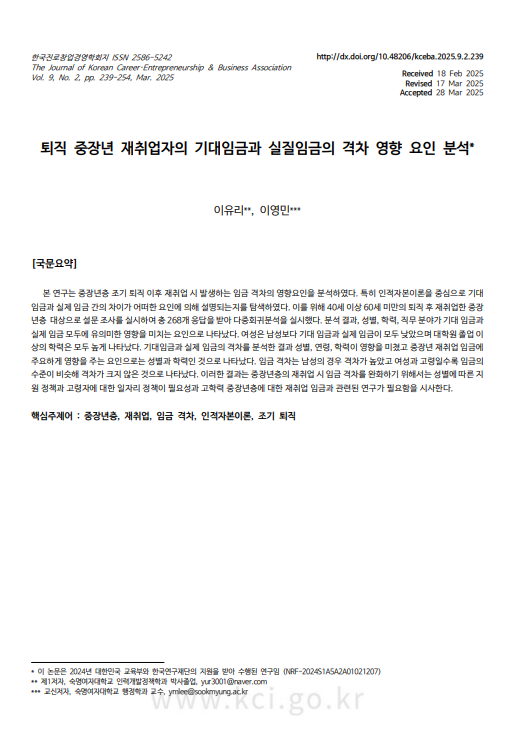 한국진로창업경영학회지 ISSN 2586-5242
The Journal of Korean Career·Entrepreneurship & Business Association
Vol. 9, No. 2, pp. 239-254, Mar. 2025
http://dx.doi.org/10.48206/kceba.2025.9.2.239
Received 18 Feb 2025
Revised 17 Mar 2025
Accepted 28 Mar 2025
퇴직 중장년 재취업자의 기대임금과 실질임금의 격차 영향 요인 분석*
이유리**, 이영민***
[국문요약]
본 연구는 중장년층 조기 퇴직 이후 재취업 시 발생하는 임금 격차의 영향요인을 분석하였다. 특히 인적자본이론을 중심으로 기대
임금과 실제 임금 간의 차이가 어떠한 요인에 의해 설명되는지를 탐색하였다. 이를 위해 40세 이상 60세 미만의 퇴직 후 재취업한 중장
년층 대상으로 설문 조사를 실시하여 총 268개 응답을 받아 다중회귀분석을 실시했다. 분석 결과, 성별, 학력, 직무 분야가 기대 임금과
실제 임금 모두에 유의미한 영향을 미치는 요인으로 나타났다. 여성은 남성보다 기대 임금과 실제 임금이 모두 낮았으며 대학원 졸업 이
상의 학력은 모두 높게 나타났다. 기대임금과 실제 임금의 격차를 분석한 결과 성별, 연령, 학력이 영향을 미쳤고 중장년 재취업 임금에
주요하게 영향을 주는 요인으로는 성별과 학력인 것으로 나타났다. 임금 격차는 남성의 경우 격차가 높았고 여성과 고령일수록 임금의
수준이 비슷해 격차가 크지 않은 것으로 나타났다. 이러한 결과는 중장년층의 재취업 시 임금 격차를 완화하기 위해서는 성별에 따른 지
원 정책과 고령자에 대한 일자리 정책이 필요성과 고학력 중장년층에 대한 재취업 임금과 관련된 연구가 필요함을 시사한다.
핵심주제어 : 중장년층, 재취업, 임금 격차, 인적자본이론, 조기 퇴직
* 이 논문은 2024년 대한민국 교육부와 한국연구재단의 지원을 받아 수행된 연구임 (NRF-2024S1A5A2A01021207)
** 제1저자, 숙명여자대학교 인력개발정책학과 박사졸업, yur3001@naver.com
*** 교신저자, 숙명여자대학교 행정학과 교수, ymlee@sookmyung.ac.kr
www.kci.go.kr